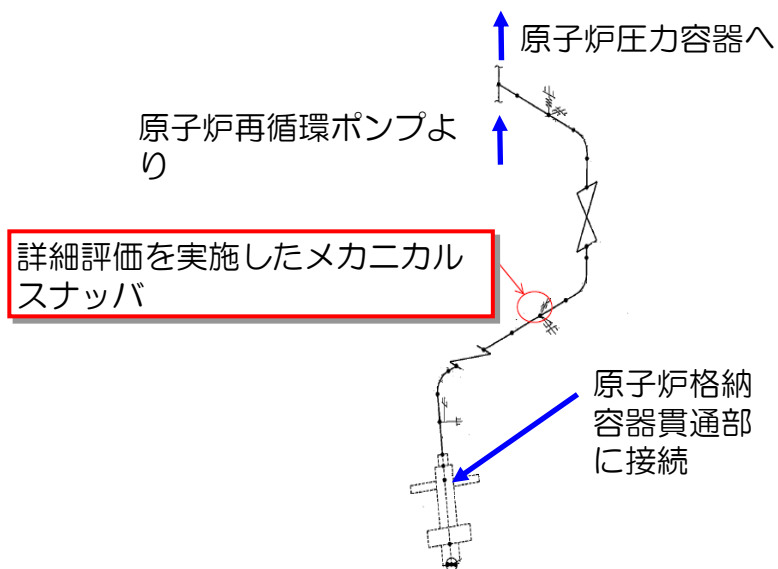 原子炉圧力容器へ
原子炉再循環ポンプよ
り
詳細評価を実施したメカニカル
スナッバ
原子炉格納
容器貫通部
に接続